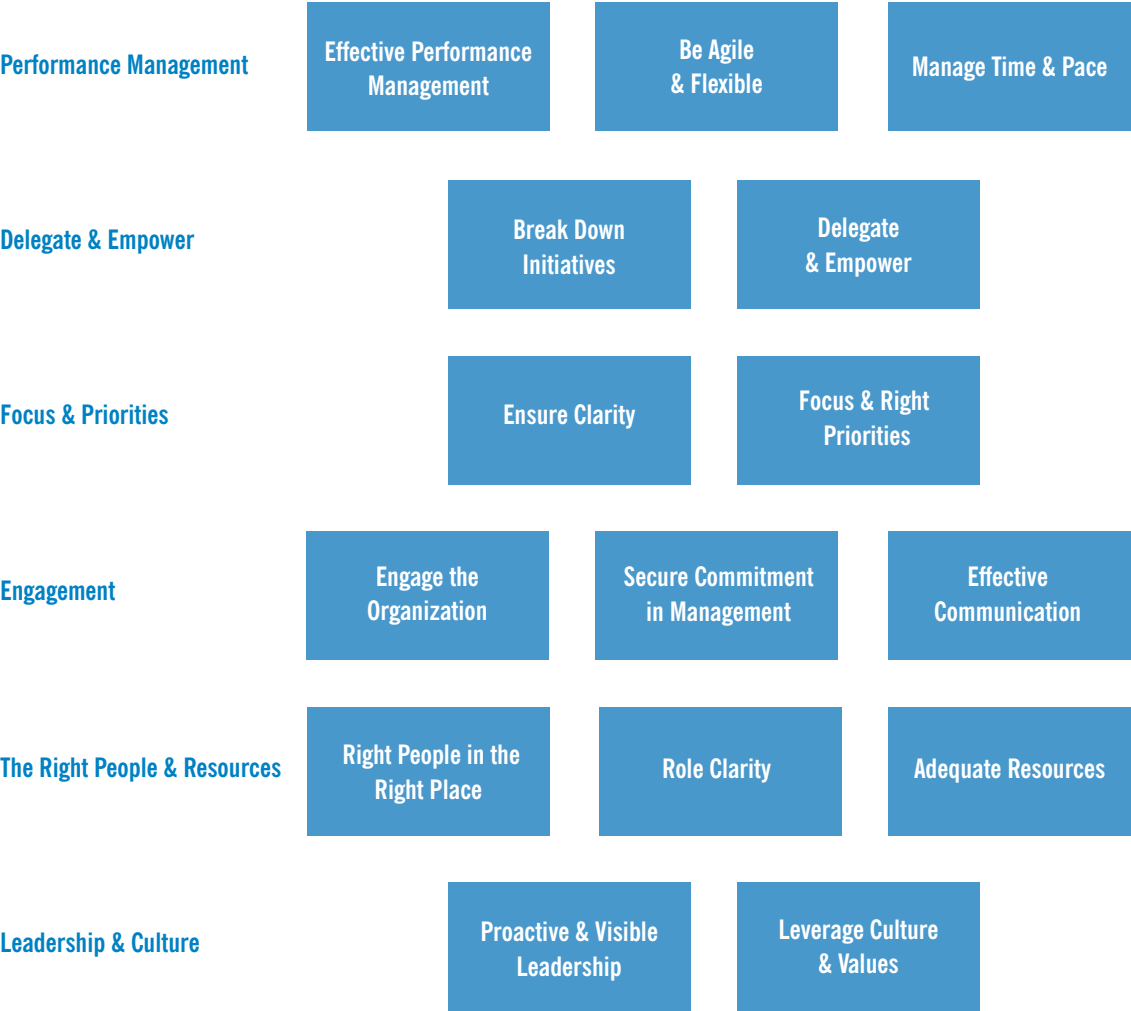 Performance Management
Effective Performance
Management
Be Agile
& Flexible
Manage Time & Pace
Delegate & Empower
Break Down
Initiatives
Delegate
& Empower
Focus & Priorities
Ensure Clarity
Focus & Right
Priorities
Engagement
Engage the
Organization
Secure Commitment
in Management
Effective
Communication
The Right People & Resources
Right People in the
Right Place
Role Clarity
Adequate Resources
Leadership & Culture
Proactive & Visible
Leadership
Leverage Culture
& Values